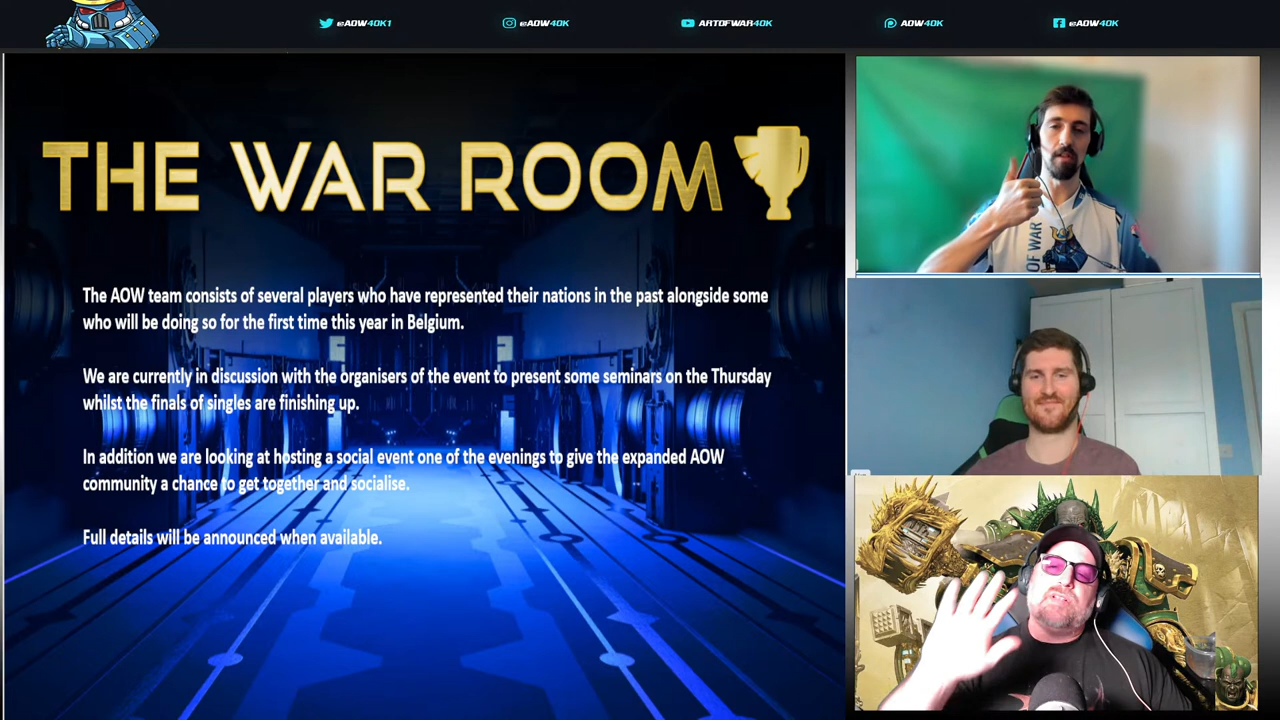 @AOW40K1
@AOW40K
ARTOFWAR40K
AOW40K
@AOW40K
THE WAR ROOM
The AOW team consists of several players who have represented their nations in the past alongside some
who will be doing so for the first time this year in Belgium.
We are currently in discussion with the organisers of the event to present some seminars on the Thursday
whilst the finals of singles are finishing up.
In addition we are looking at hosting a social event one of the evenings to give the expanded AOW
community a chance to get together and socialise.
Full details will be announced when available.
OF WAR